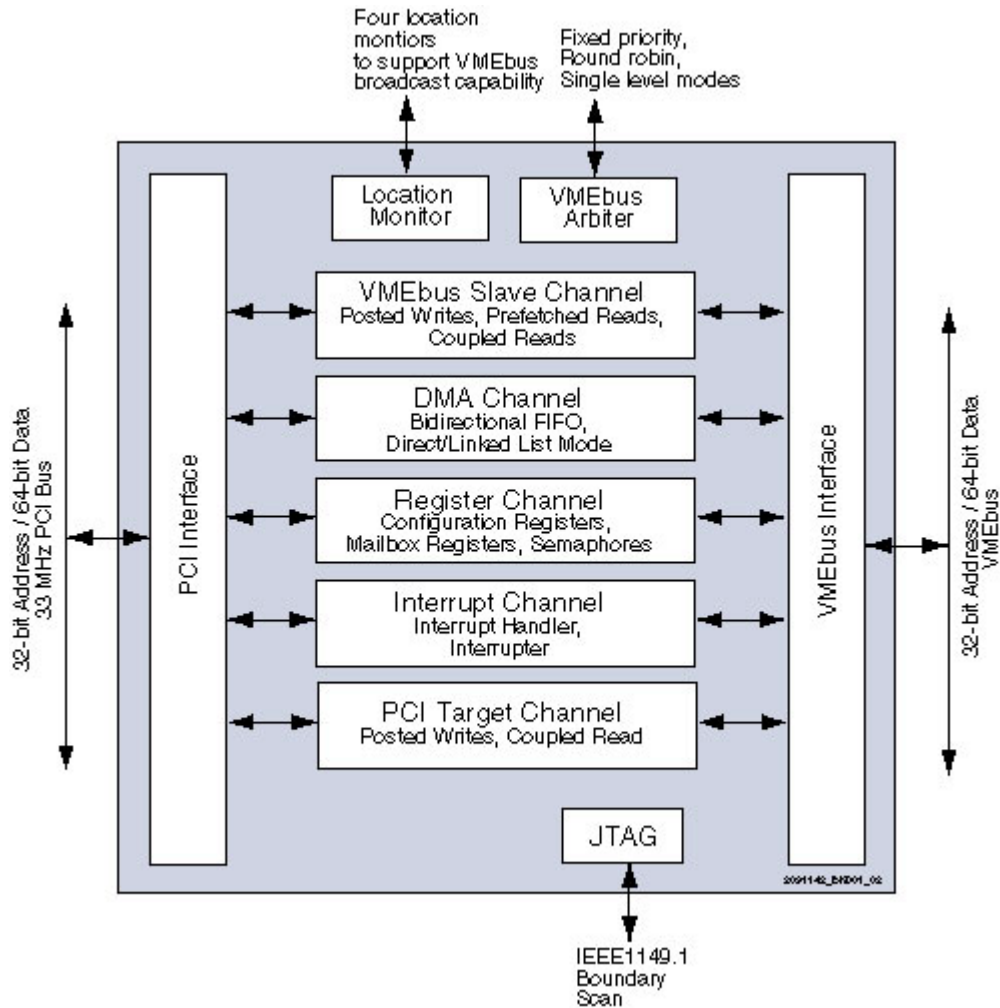 Four location
montiors
to support VMEbus
broadcast capability
Fixed priority,
Round robin,
Single level modes
Location
Monitor
VMEbus
Arbiter
VMEbus Slave Channel
Posted Writes, Prefetched Reads,
Coupled Reads
DMA Channel
Bidirectional FIFO,
Direct/Linked List Mode
Register Channel
Configuration Registers,
Mailbox Registers, Semaphores
Interrupt Channel
Interrupt Handler,
Interrupter
PCI Target Channel
Posted Writes, Coupled Read
32-bit Address / 64-bit Data
33 MHz PCI Bus
PCI Interface
VMEbus Interface
32-bit Address / 64-bit Data
VMEbus
JTAG
IEEE1149.1
Boundary
Scan